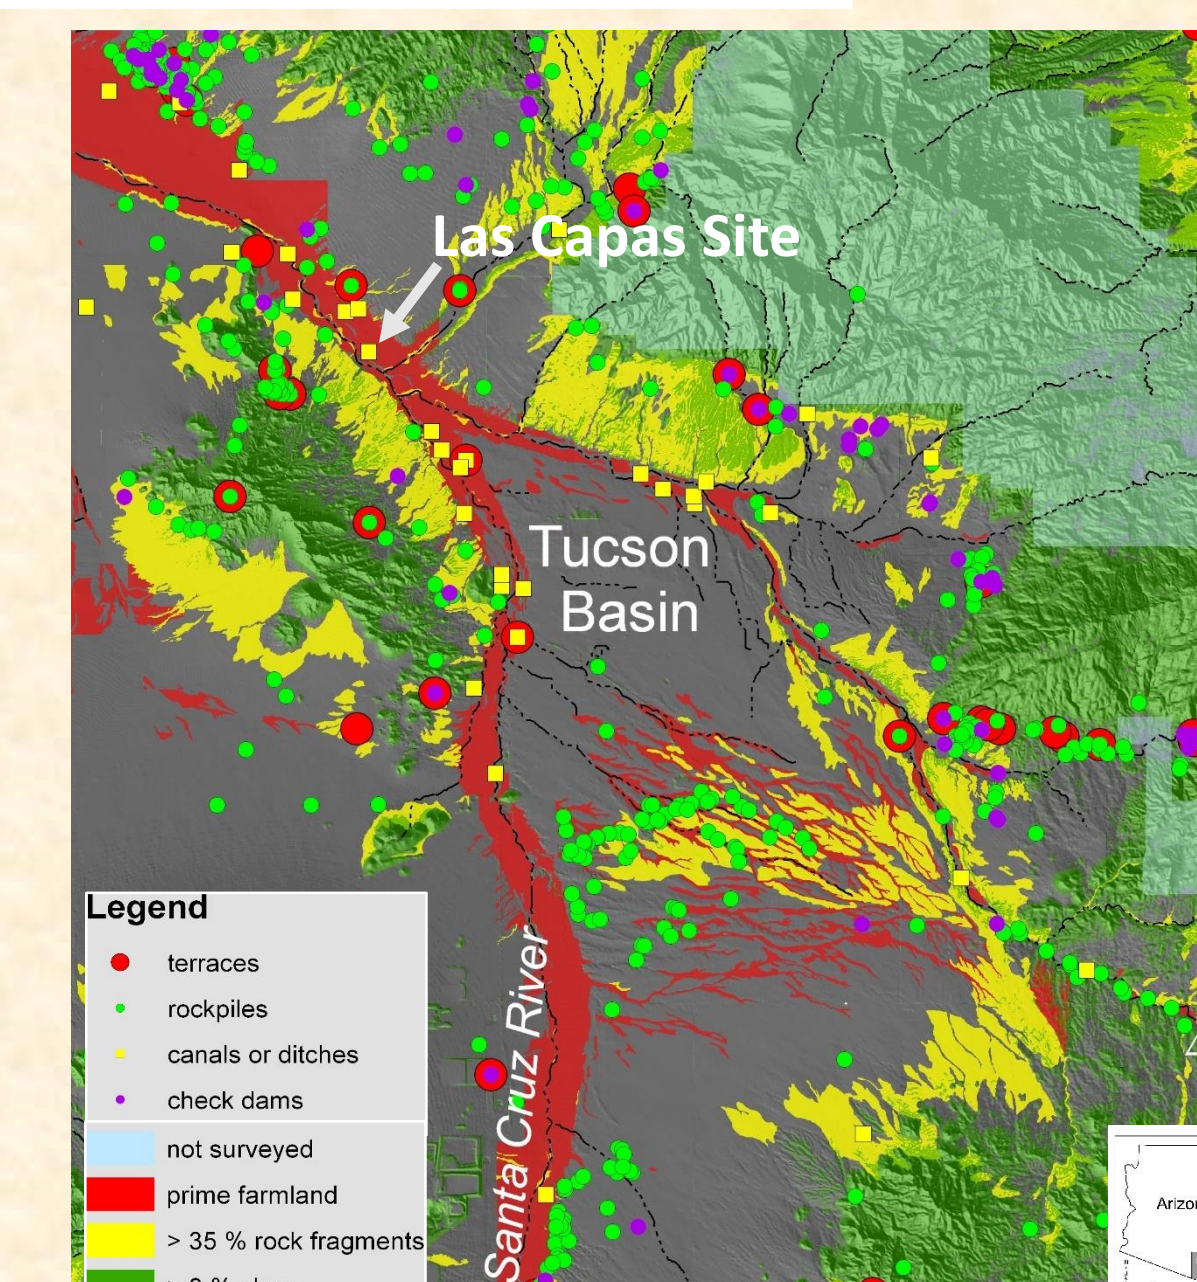 Las Capas Site
Tucson
Basin
Santa Cruz River
Legend
terraces
rockpiles
canals or ditches
check dams
not surveyed
prime farmland
> 35 % rock fragments